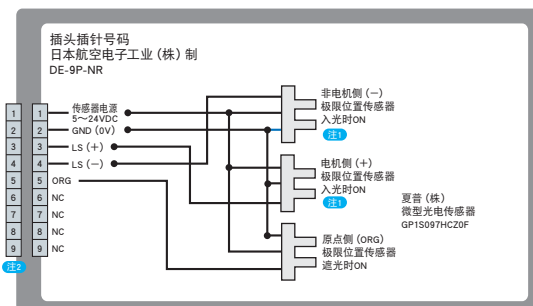 插头插针号码
日本航空电子工业（株）制
DE-9P-NR
1 1 传感器电源
5～24VDC
2 2 GND（0V）
3 3 LS（+）
4 4 LS（−）
5 5 ORG
6 6 NC
7 7 NC
8 8 NC
9 9 NC
注2
非电机侧（−）
极限位置传感器
入光时ON
注1
电机侧（+）
极限位置传感器
入光时ON
注1
原点侧（ORG）
极限位置传感器
遮光时ON
夏普（株）
微型光电传感器
GP1S097HCZ0F